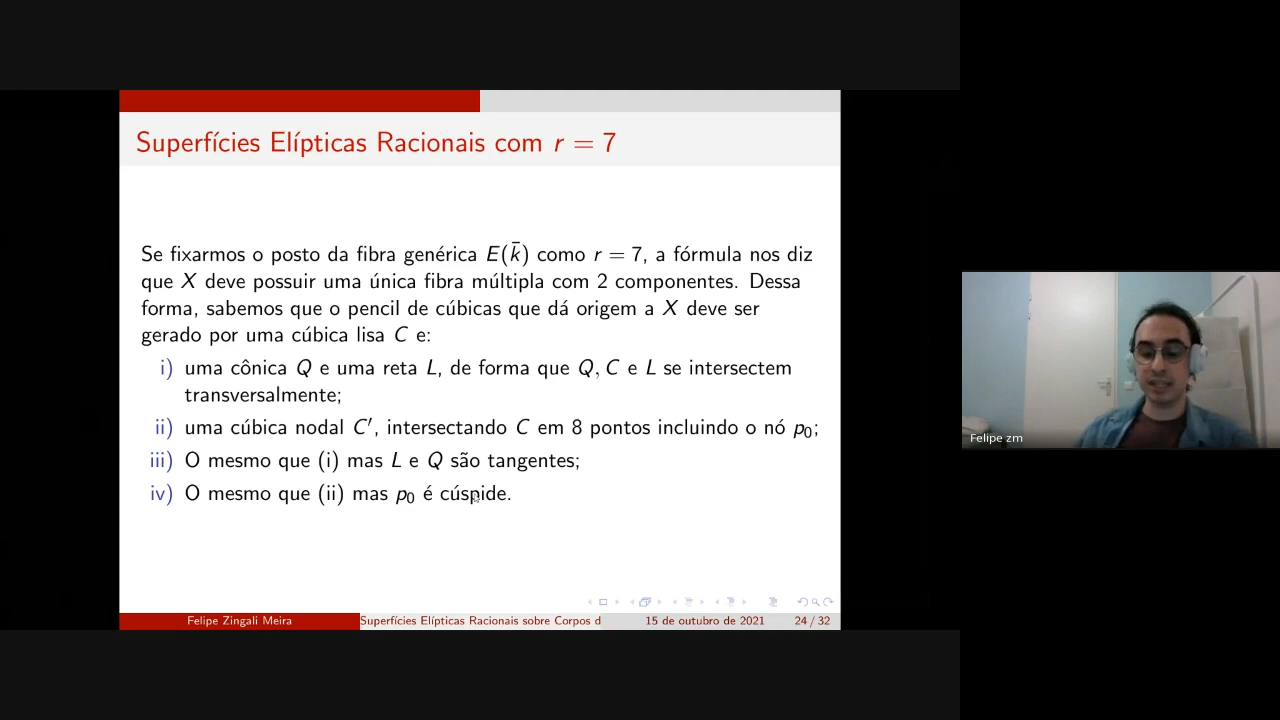 Superfícies Elípticas Racionais com r = 7
Se fixarmos o posto da fibra genérica E(k̄) como r = 7, a fórmula nos diz
que X deve possuir uma única fibra múltipla com 2 componentes. Dessa
forma, sabemos que o pencil de cúbicas que dá origem a X deve ser
gerado por uma cúbica lisa C e:
i) uma cônica Q e uma reta L, de forma que Q, C e L se intersectem
transversalmente;
ii) uma cúbica nodal C′, intersectando C em 8 pontos incluindo o nó p₀;
iii) O mesmo que (i) mas L e Q são tangentes;
iv) O mesmo que (ii) mas p₀ é cúspide.
Felipe Zingali Meira
Superfícies Elípticas Racionais sobre Corpos d
15 de outubro de 2021
24 / 32
Felipe zm